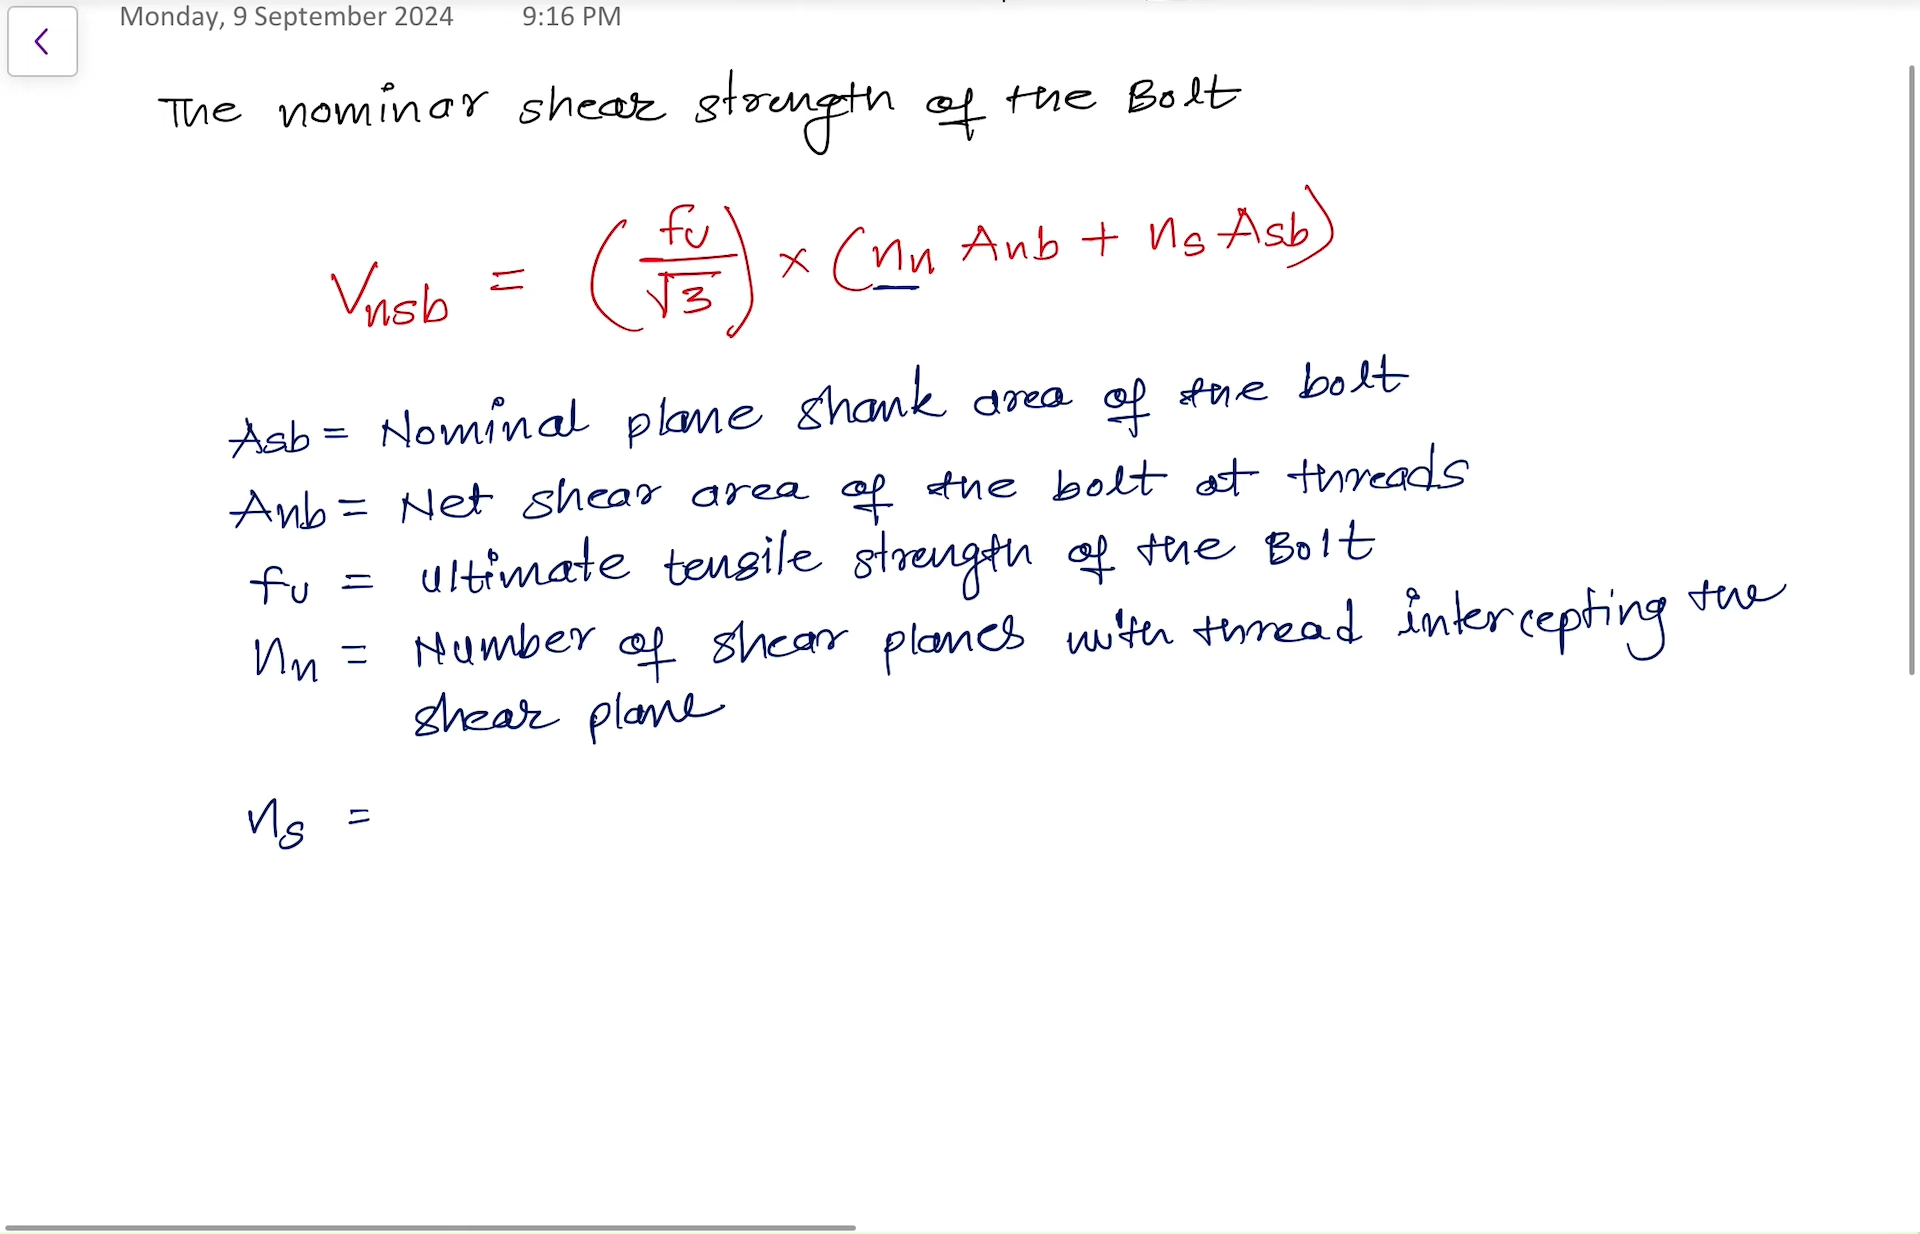 Monday, 9 September 2024 9:16 PM
The nominar shear strength of the Bolt
Vnsb = (fu/√3) × (nn Anb + ns Asb)
Asb = Nominal plane shank area of the bolt
Anb = Net shear area of the bolt at threads
fu = ultimate tensile strength of the Bolt
nn = Number of shear planes with thread intercepting the
shear plane
ns =